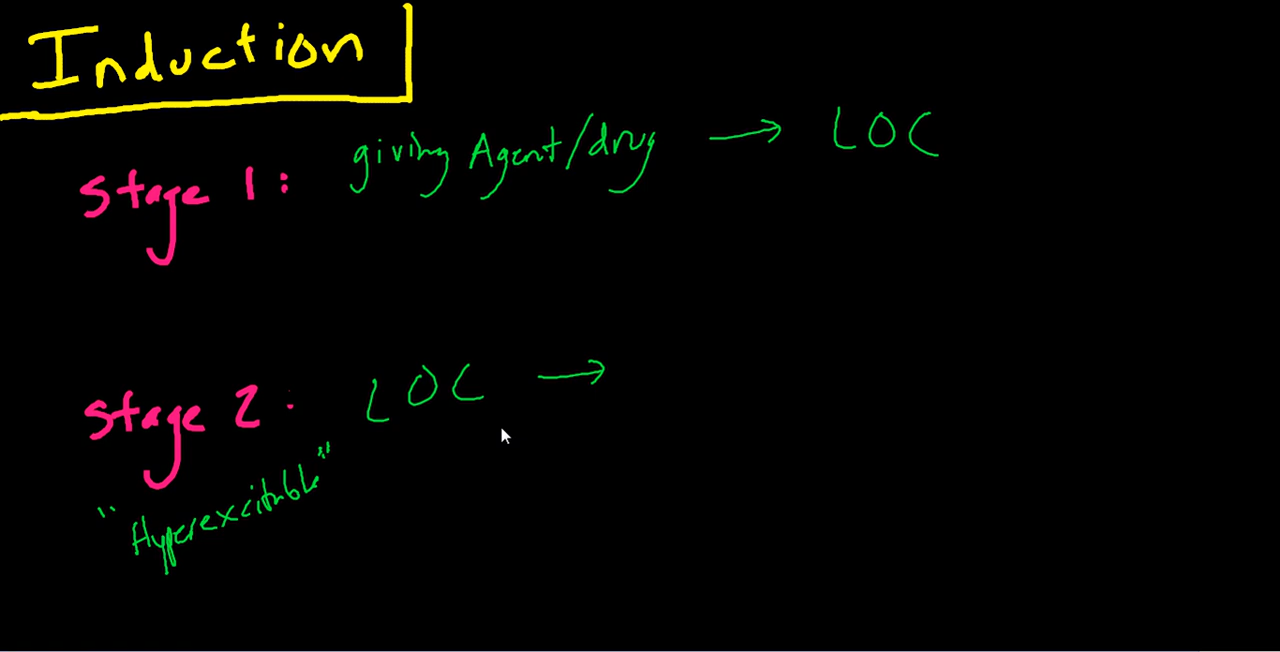 Induction
Stage 1: giving Agent/drug → LOC
Stage 2: LOC →
"Hyperexcitable"